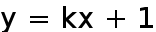 y = kx + 1